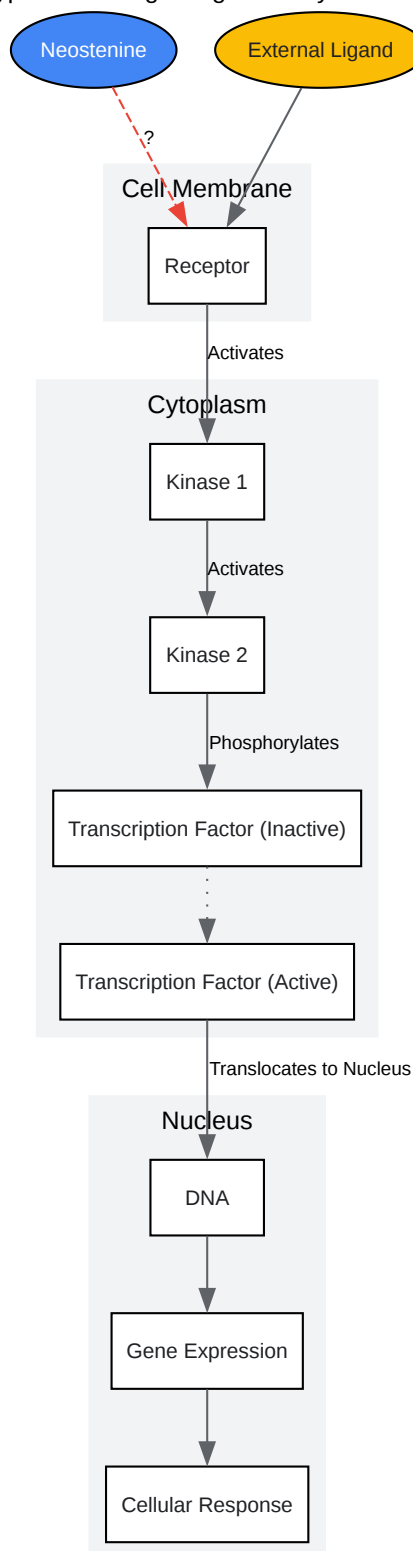 Neostenine
External Ligand
?
Cell Membrane
Receptor
Activates
Cytoplasm
Kinase 1
Activates
Kinase 2
Phosphorylates
Transcription Factor (Inactive)
Transcription Factor (Active)
Translocates to Nucleus
Nucleus
DNA
Gene Expression
Cellular Response